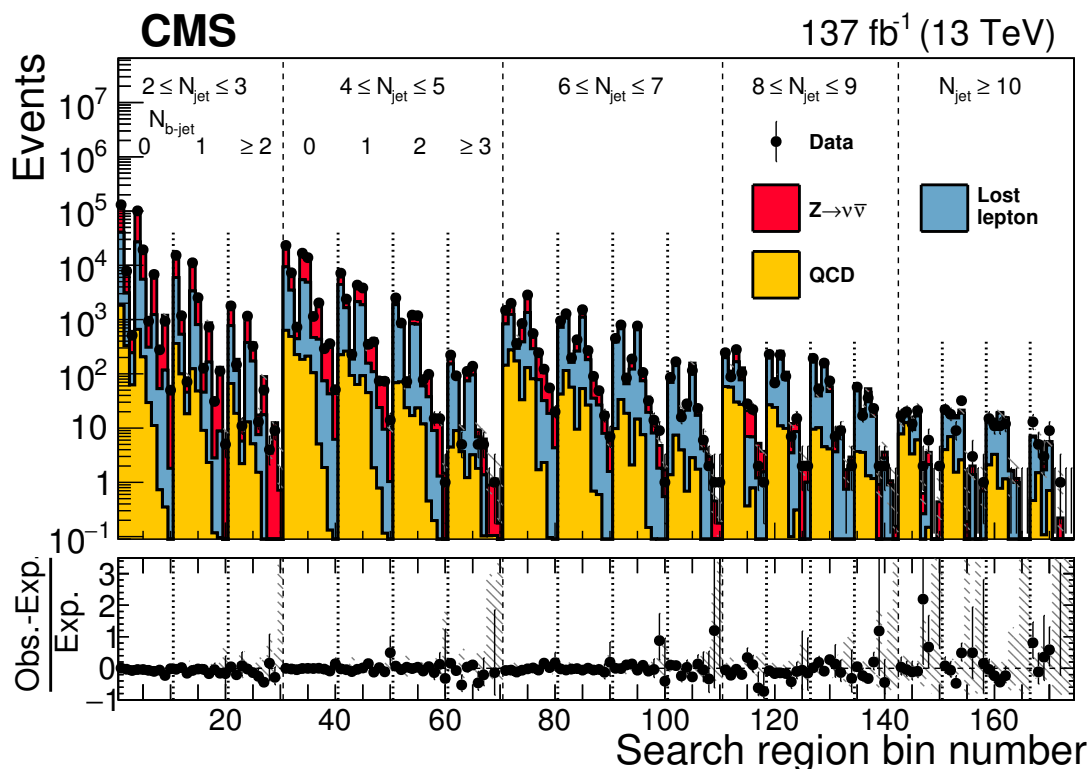 CMS 137 fb⁻¹ (13 TeV)
Events
2 ≤ N_jet ≤ 3 4 ≤ N_jet ≤ 5 6 ≤ N_jet ≤ 7 8 ≤ N_jet ≤ 9 N_jet ≥ 10
N_b-jet
0 1 ≥ 2 0 1 2 ≥ 3
Data
Z→νν̅
Lost
lepton
QCD
10⁷
10⁶
10⁵
10⁴
10³
10²
10
1
10⁻¹
Obs.-Exp.
Exp.
3
2
1
0
−1
20 40 60 80 100 120 140 160
Search region bin number